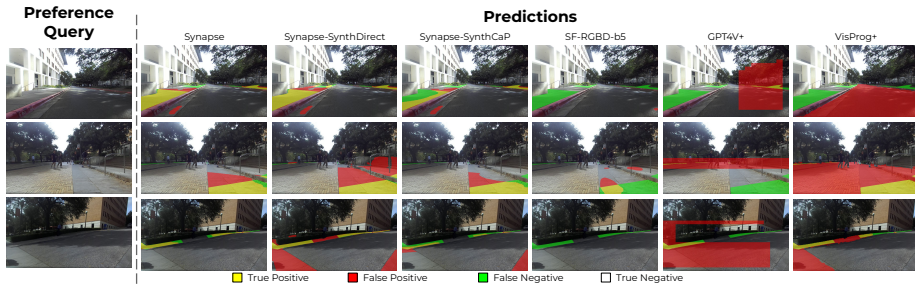 Preference
Query
Predictions
Synapse
Synapse-SynthDirect
Synapse-SynthCaP
SF-RGBD-b5
GPT4V+
VisProg+
True Positive
False Positive
False Negative
True Negative